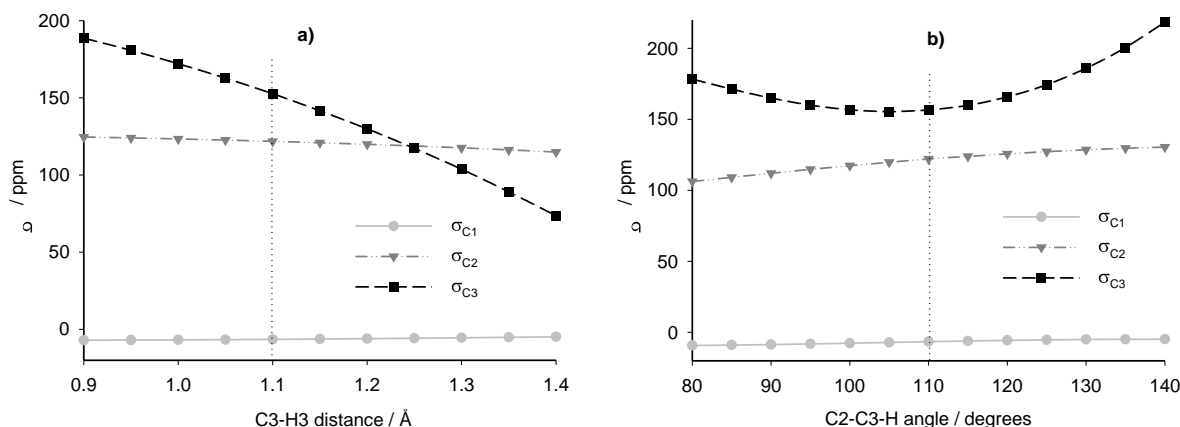 a)
200
150
100
50
0
σ / ppm
σC1
σC2
σC3
0.9 1.0 1.1 1.2 1.3 1.4
C3-H3 distance / Å
b)
200
150
100
50
0
σ / ppm
σC1
σC2
σC3
80 90 100 110 120 130 140
C2-C3-H angle / degrees